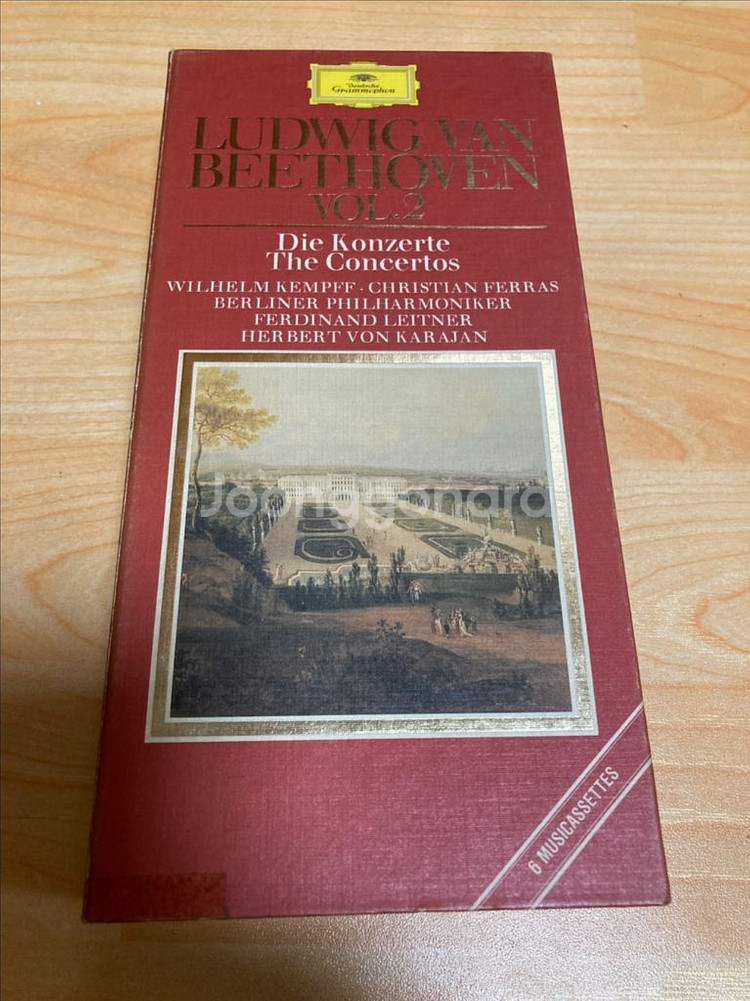 Deutsche
Grammophon
LUDWIG VAN
BEETHOVEN
VOL.2
Die Konzerte
The Concertos
WILHELM KEMPFF · CHRISTIAN FERRAS
BERLINER PHILHARMONIKER
FERDINAND LEITNER
HERBERT VON KARAJAN
Joonggonara
6 MUSICASSETTES